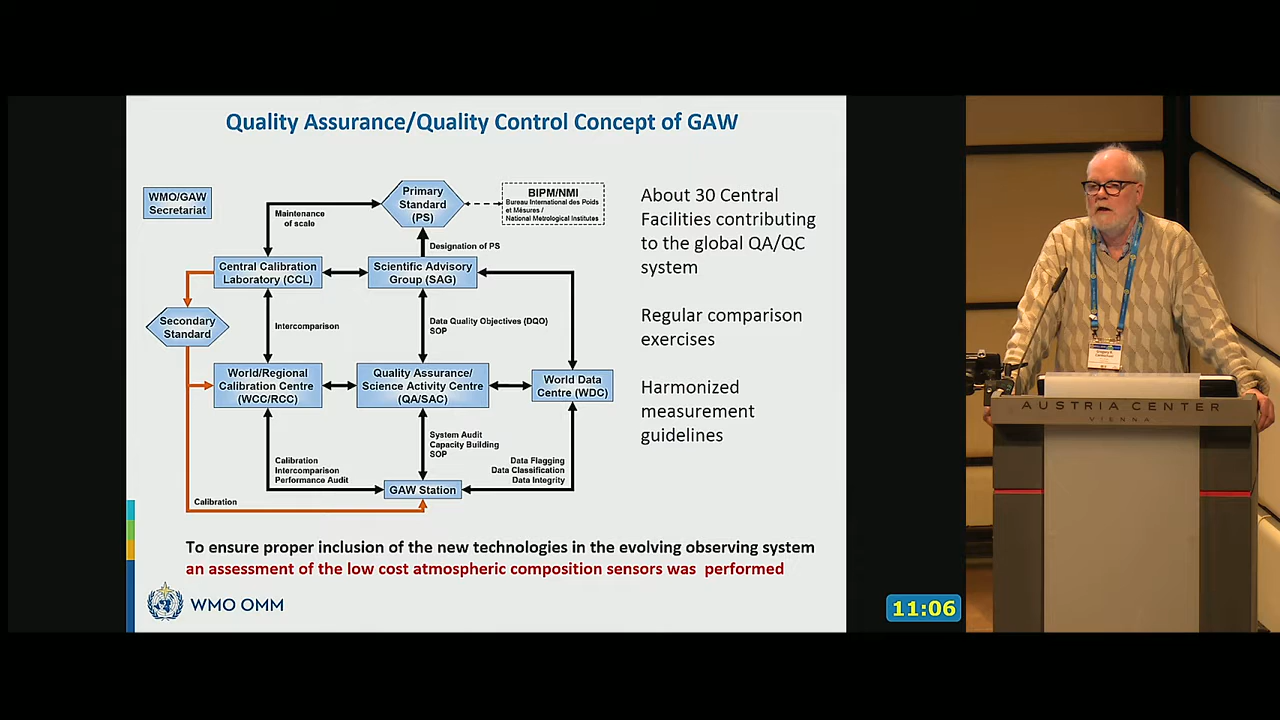 Quality Assurance/Quality Control Concept of GAW
WMO/GAW
Secretariat
Primary
Standard
(PS)
BIPM/NMI
Bureau International des Poids
et Mésures /
National Metrological Institutes
Maintenance
of scale
Designation of PS
Central Calibration
Laboratory (CCL)
Scientific Advisory
Group (SAG)
Secondary
Standard
Intercomparison
Data Quality Objectives (DQO)
SOP
World/Regional
Calibration Centre
(WCC/RCC)
Quality Assurance/
Science Activity Centre
(QA/SAC)
World Data
Centre (WDC)
System Audit
Capacity Building
SOP
Calibration
Intercomparison
Performance Audit
Data Flagging
Data Classification
Data Integrity
GAW Station
Calibration
About 30 Central
Facilities contributing
to the global QA/QC
system
Regular comparison
exercises
Harmonized
measurement
guidelines
To ensure proper inclusion of the new technologies in the evolving observing system
an assessment of the low cost atmospheric composition sensors was performed
WMO OMM
11:06
AUSTRIA CENTER
VIENNA